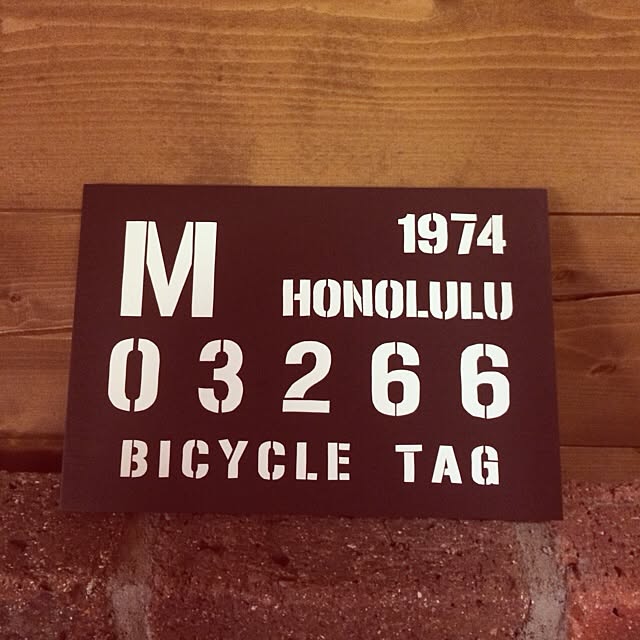 M 1974
HONOLULU
03266
BICYCLE TAG